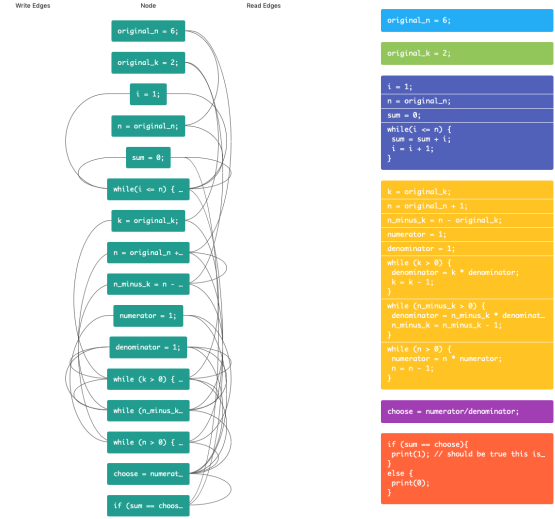 Write Edges
Node
Read Edges
original_n = 6;
original_k = 2;
i = 1;
n = original_n;
sum = 0;
while(i <= n) { …
k = original_k;
n = original_n +…
n_minus_k = n - …
numerator = 1;
denominator = 1;
while (k > 0) { …
while (n_minus_k…
while (n > 0) { …
choose = numerat…
if (sum == choos…
original_n = 6;
original_k = 2;
i = 1;
n = original_n;
sum = 0;
while(i <= n) {
sum = sum + i;
i = i + 1;
}
k = original_k;
n = original_n + 1;
n_minus_k = n - original_k;
numerator = 1;
denominator = 1;
while (k > 0) {
denominator = k * denominator;
k = k - 1;
}
while (n_minus_k > 0) {
denominator = n_minus_k * denominat…
n_minus_k = n_minus_k - 1;
}
while (n > 0) {
numerator = n * numerator;
n = n - 1;
}
choose = numerator/denominator;
if (sum == choose){
print(1); // should be true this is…
}
else {
print(0);
}